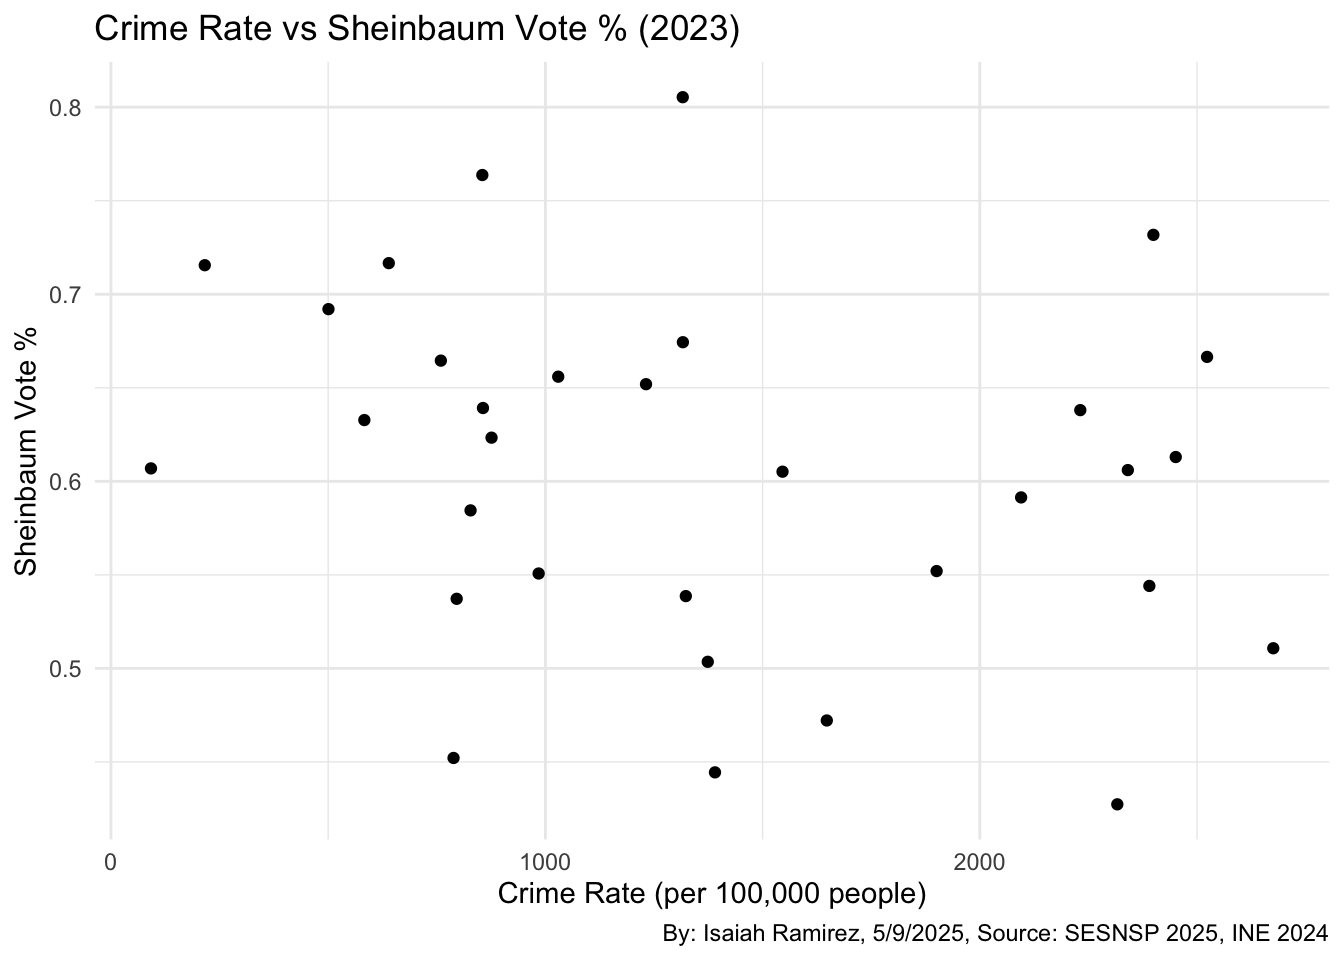 Crime Rate vs Sheinbaum Vote % (2023)
0.8
0.7
0.6
0.5
Sheinbaum Vote %
0 1000 2000
Crime Rate (per 100,000 people)
By: Isaiah Ramirez, 5/9/2025, Source: SESNSP 2025, INE 2024